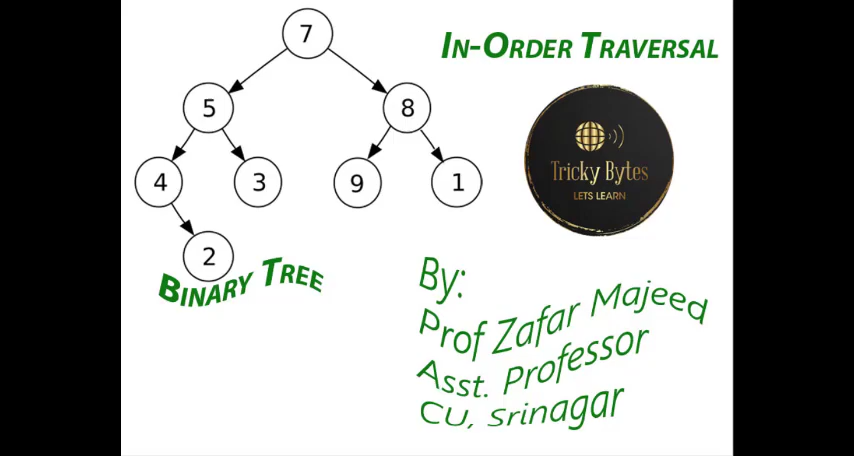 7
IN-ORDER TRAVERSAL
5
8
4
3
9
1
Tricky Bytes
LETS LEARN
2
BINARY TREE
By:
Prof Zafar Majeed
Asst. Professor
CU, Srinagar